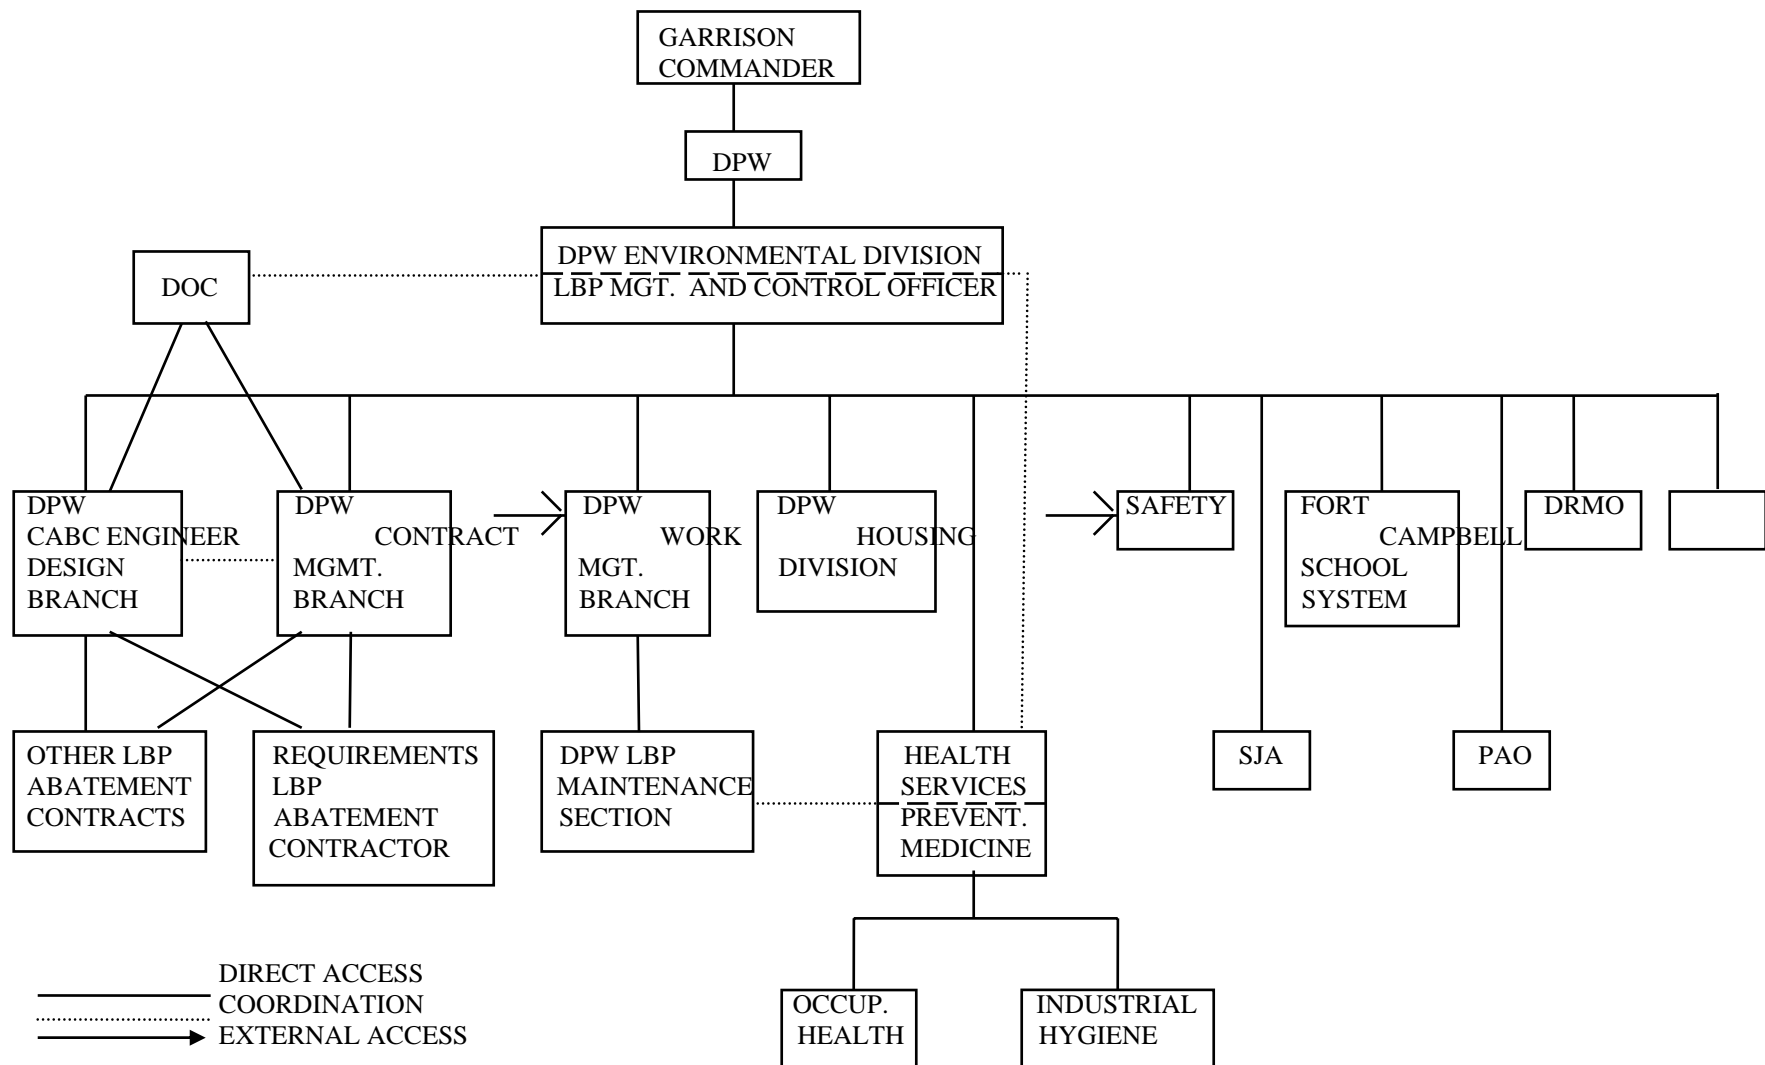 GARRISON
COMMANDER
DPW
DPW ENVIRONMENTAL DIVISION
LBP MGT. AND CONTROL OFFICER
DOC
DPW
CABC ENGINEER
DESIGN
BRANCH
DPW
CONTRACT
MGMT.
BRANCH
DPW
WORK
MGT.
BRANCH
DPW
HOUSING
DIVISION
SAFETY
FORT
CAMPBELL
SCHOOL
SYSTEM
DRMO
OTHER LBP
ABATEMENT
CONTRACTS
REQUIREMENTS
LBP
ABATEMENT
CONTRACTOR
DPW LBP
MAINTENANCE
SECTION
HEALTH
SERVICES
PREVENT.
MEDICINE
SJA
PAO
OCCUP.
HEALTH
INDUSTRIAL
HYGIENE
DIRECT ACCESS
COORDINATION
EXTERNAL ACCESS